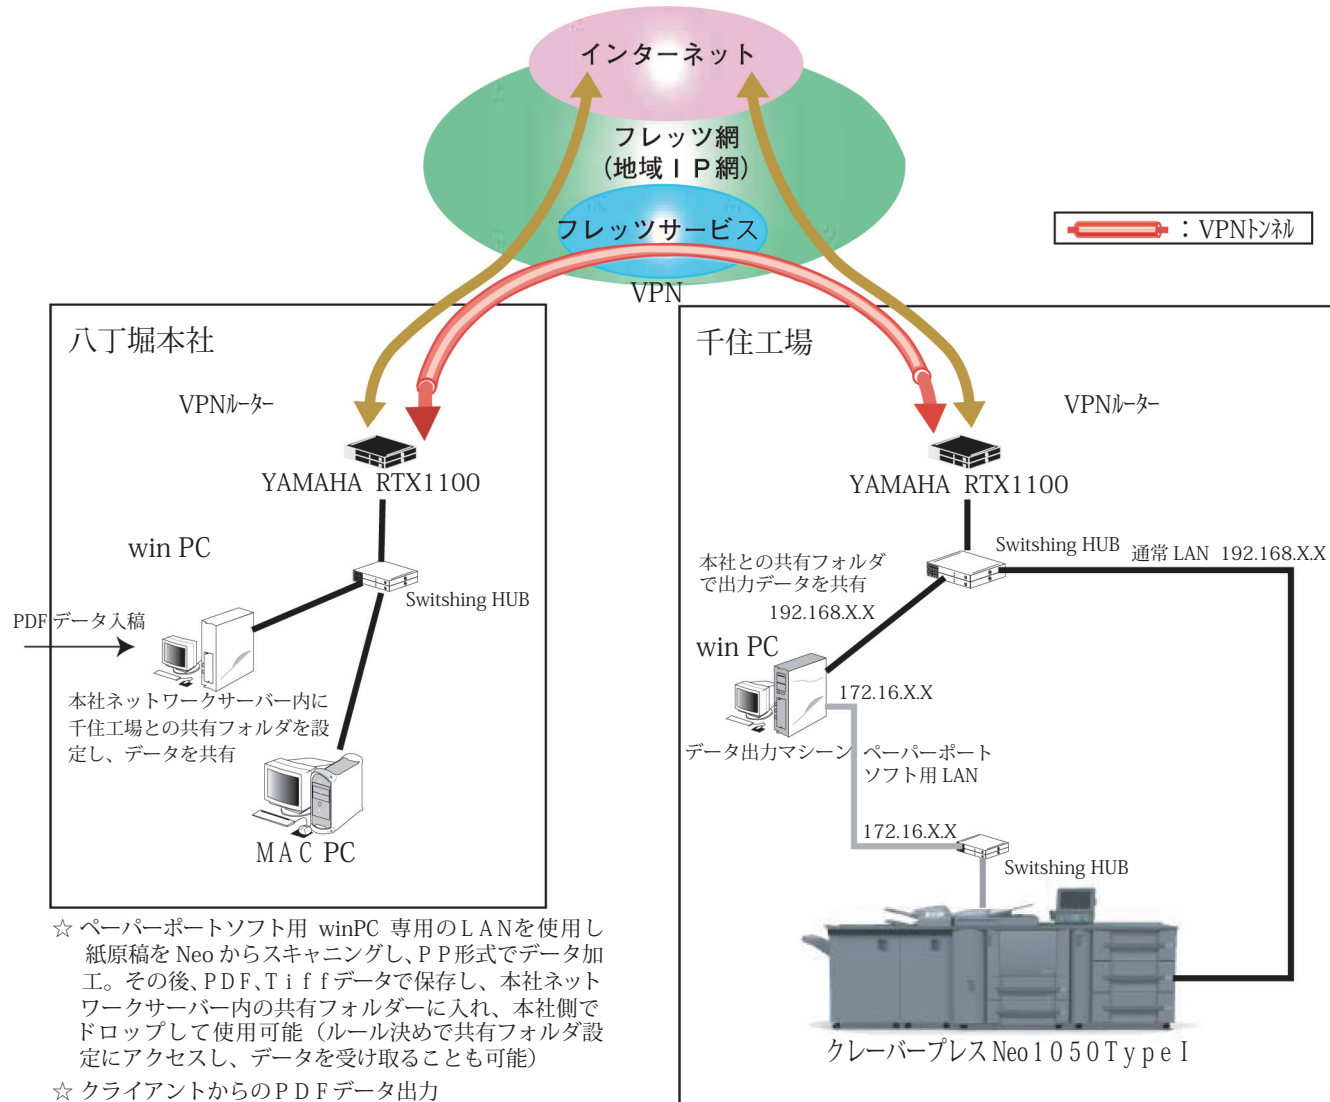 インターネット
フレッツ網
(地域IP網)
フレッツサービス
VPN
：VPNトンネル
八丁堀本社
VPNルーター
YAMAHA RTX1100
win PC
Switshing HUB
PDF データ入稿
本社ネットワークサーバー内に
千住工場との共有フォルダを設
定し、データを共有
MAC PC
千住工場
VPNルーター
YAMAHA RTX1100
Switshing HUB
通常 LAN 192.168.X.X
本社との共有フォルダ
で出力データを共有
192.168.X.X
win PC
172.16.X.X
データ出力マシーン
ペーパーポート
ソフト用 LAN
172.16.X.X
Switshing HUB
クレーバープレス Neo1050TypeⅠ
☆ ペーパーポートソフト用 winPC 専用のLANを使用し
紙原稿を Neo からスキャニングし、PP形式でデータ加
工。その後、PDF、Tiffデータで保存し、本社ネット
ワークサーバー内の共有フォルダーに入れ、本社側で
ドロップして使用可能（ルール決めで共有フォルダ設
定にアクセスし、データを受け取ることも可能）
☆ クライアントからのPDFデータ出力